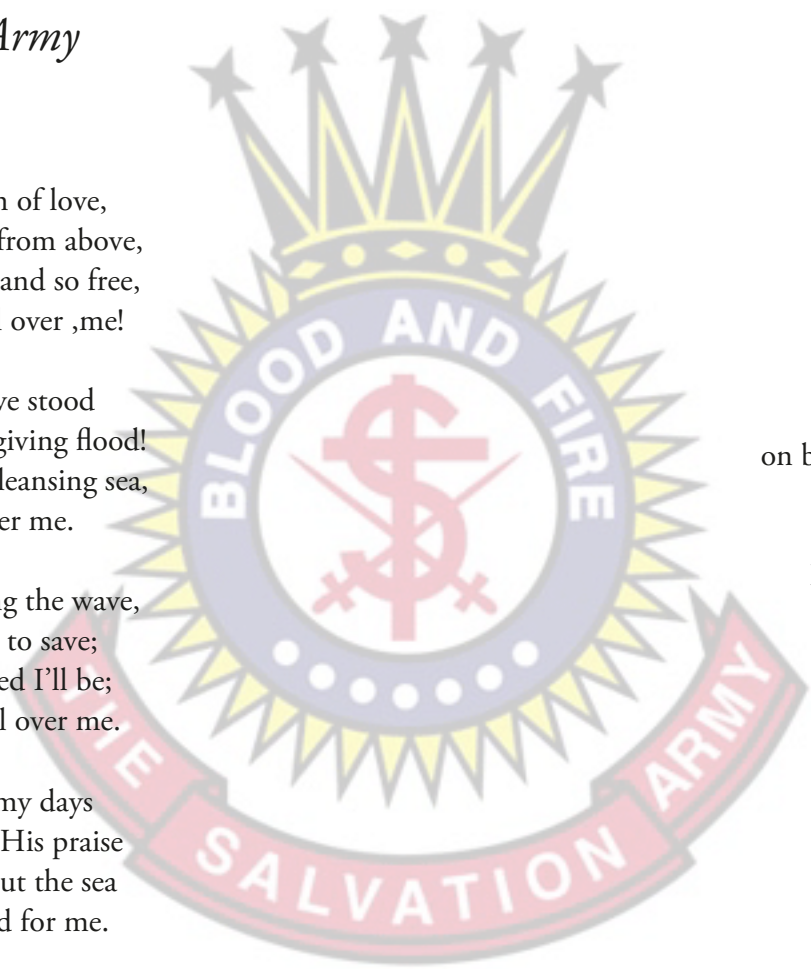 Army
of love,
from above,
and so free,
over ,me!
ve stood
giving flood!
leansing sea,
er me.
g the wave,
to save;
ed I'll be;
l over me.
my days
His praise
ut the sea
d for me.
on b
BLOOD AND FIRE
THE SALVATION ARMY